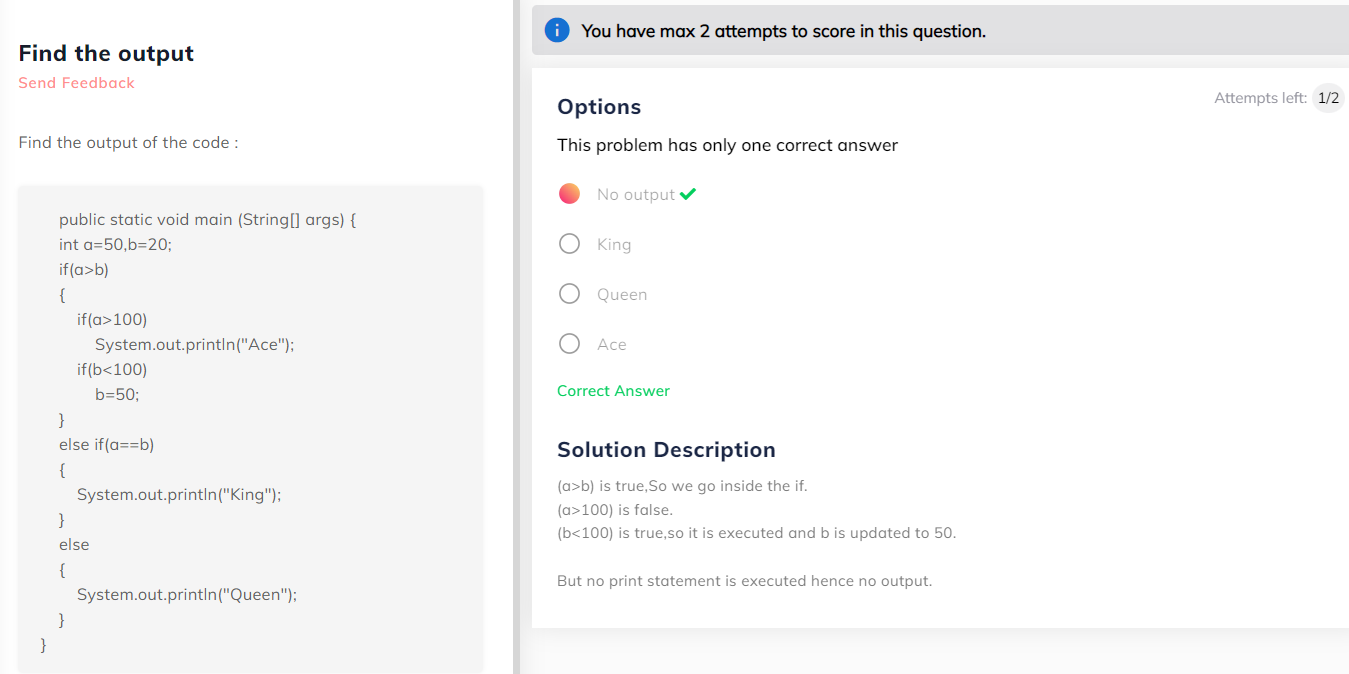 Find the output
Send Feedback
Find the output of the code :
public static void main (String[] args) {
int a=50,b=20;
if(a>b)
{
if(a>100)
System.out.println("Ace");
if(b<100)
b=50;
}
else if(a==b)
{
System.out.println("King");
}
else
{
System.out.println("Queen");
}
}
i You have max 2 attempts to score in this question.
Options
Attempts left: 1/2
This problem has only one correct answer
No output
King
Queen
Ace
Correct Answer
Solution Description
(a>b) is true,So we go inside the if.
(a>100) is false.
(b<100) is true,so it is executed and b is updated to 50.
But no print statement is executed hence no output.